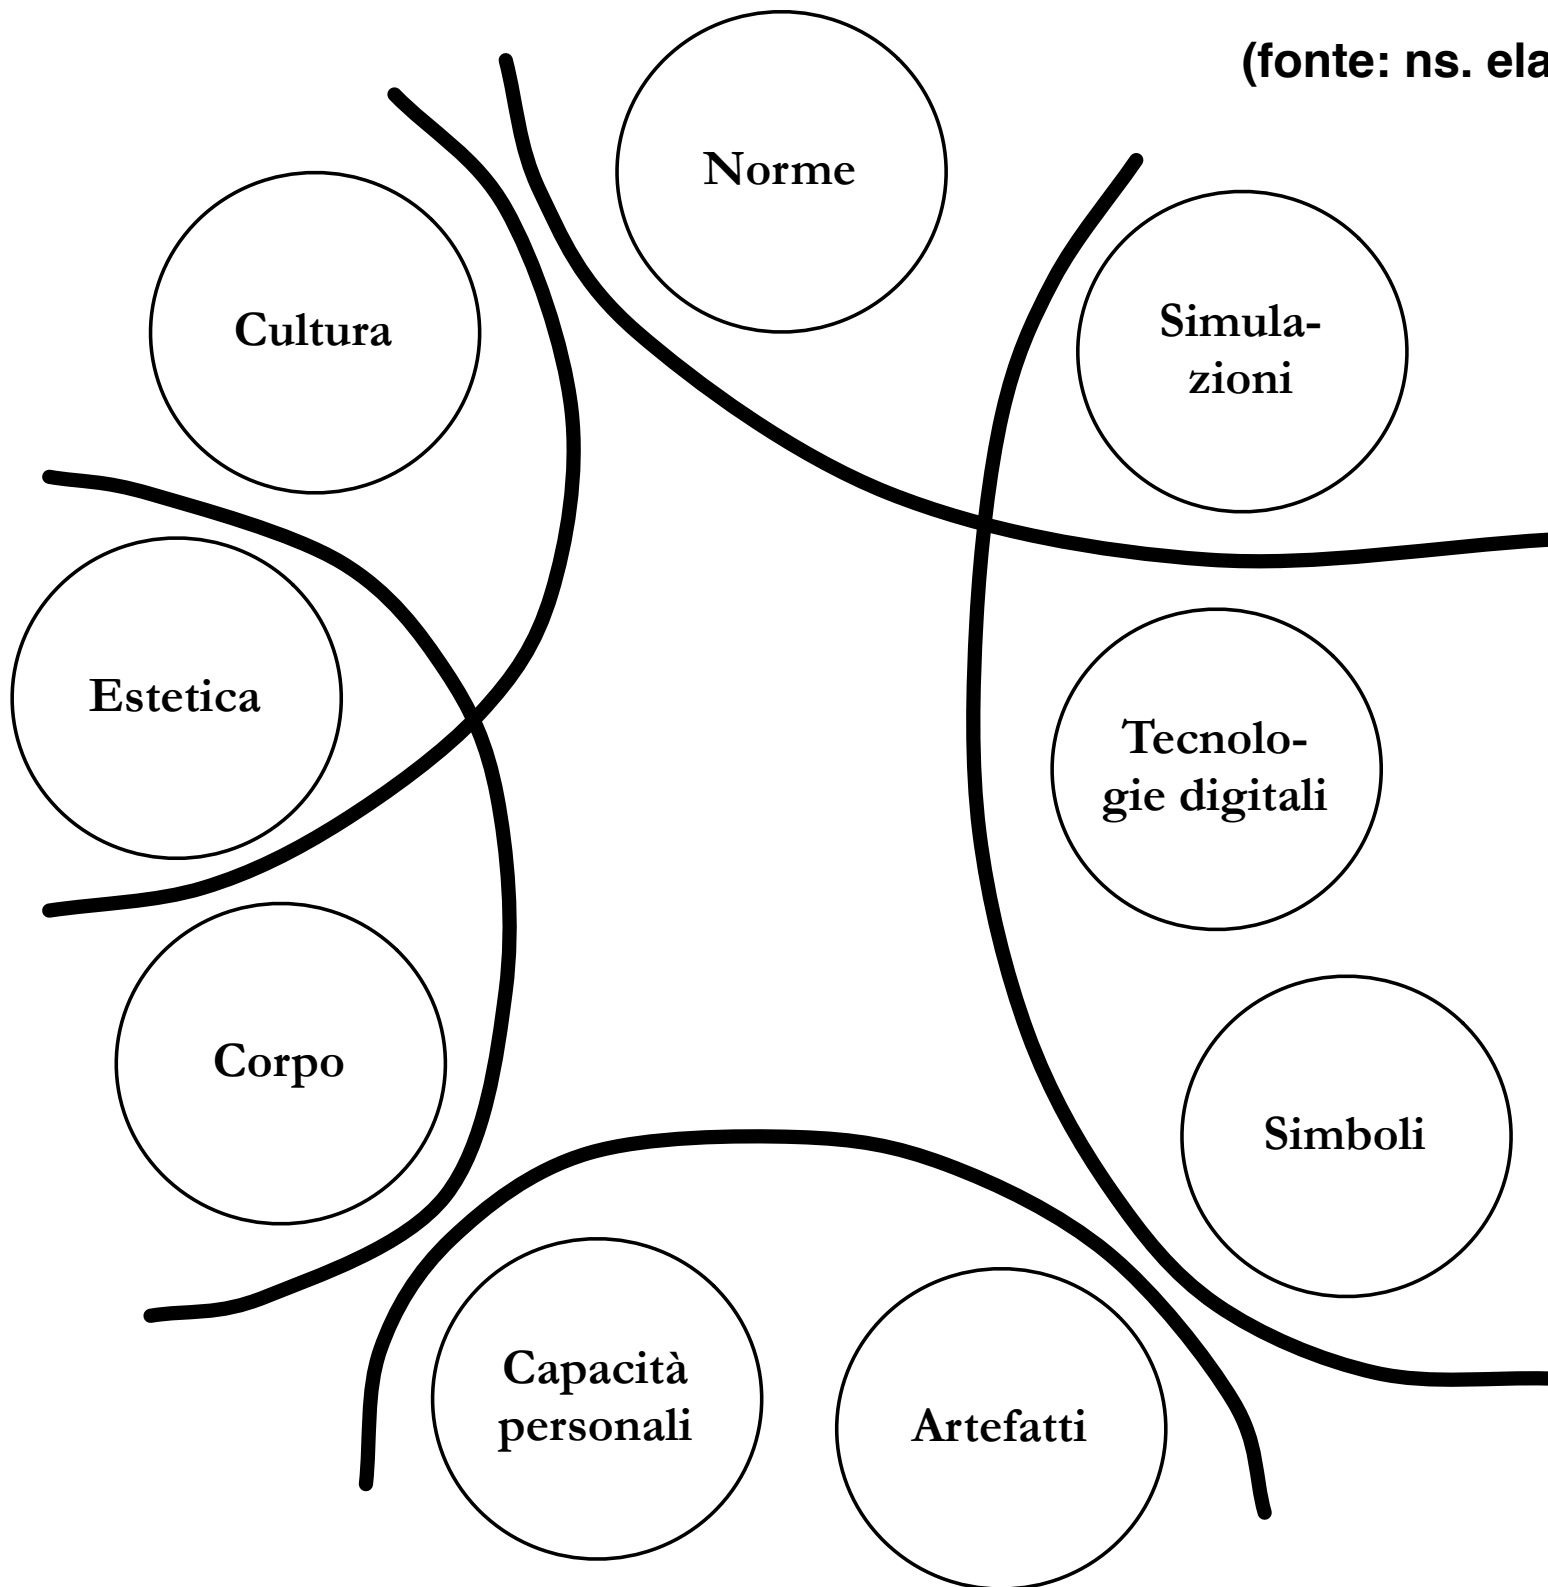 (fonte: ns. ela
Norme
Cultura
Simula-
zioni
Estetica
Tecnolo-
gie digitali
Corpo
Simboli
Capacità
personali
Artefatti